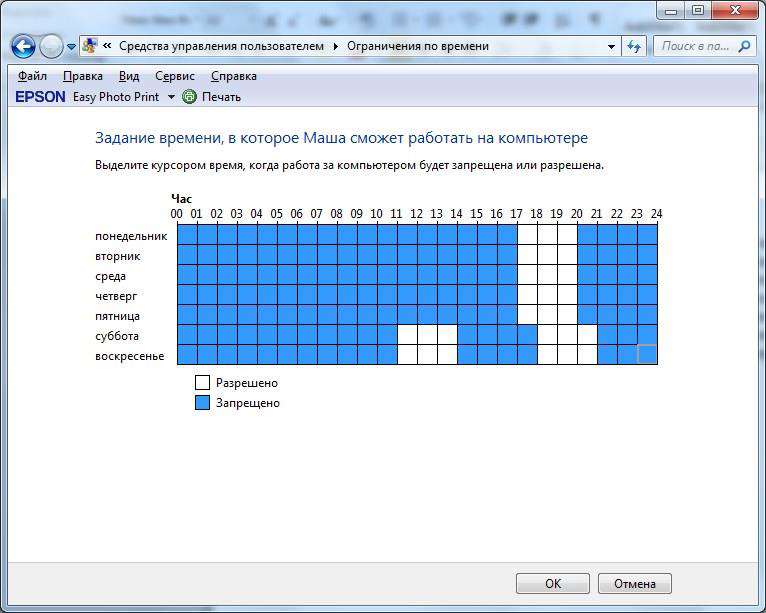 « Средства управления пользователем Ограничения по времени Поиск в па...
Файл Правка Вид Сервис Справка
EPSON Easy Photo Print Печать
Задание времени, в которое Маша сможет работать на компьютере
Выделите курсором время, когда работа за компьютером будет запрещена или разрешена.
Час
00 01 02 03 04 05 06 07 08 09 10 11 12 13 14 15 16 17 18 19 20 21 22 23 24
понедельник
вторник
среда
четверг
пятница
суббота
воскресенье
Разрешено
Запрещено
ОК Отмена